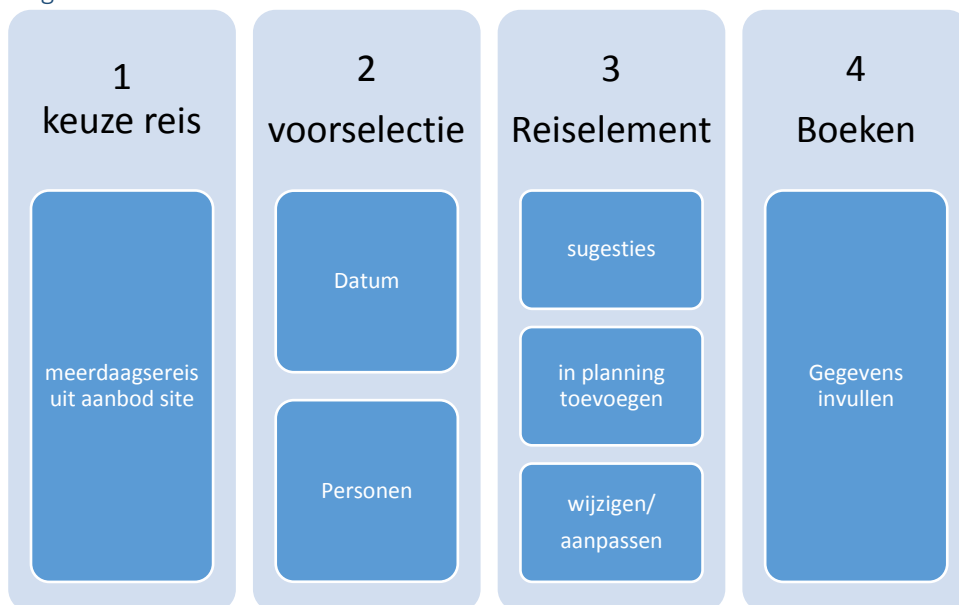 1
keuze reis
meerdaagsereis
uit aanbod site
2
voorselectie
Datum
Personen
3
Reiselement
sugesties
in planning
toevoegen
wijzigen/
aanpassen
4
Boeken
Gegevens
invullen